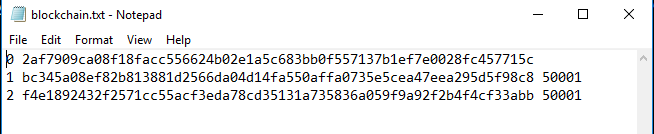 blockchain.txt - Notepad
File Edit Format View Help
0 2af7909ca08f18facc556624b02e1a5c683bb0f557137b1ef7e0028fc457715c
1 bc345a08ef82b813881d2566da04d14fa550affa0735e5cea47eea295d5f98c8 50001
2 f4e1892432f2571cc55acf3eda78cd35131a735836a059f9a92f2b4f4cf33abb 50001